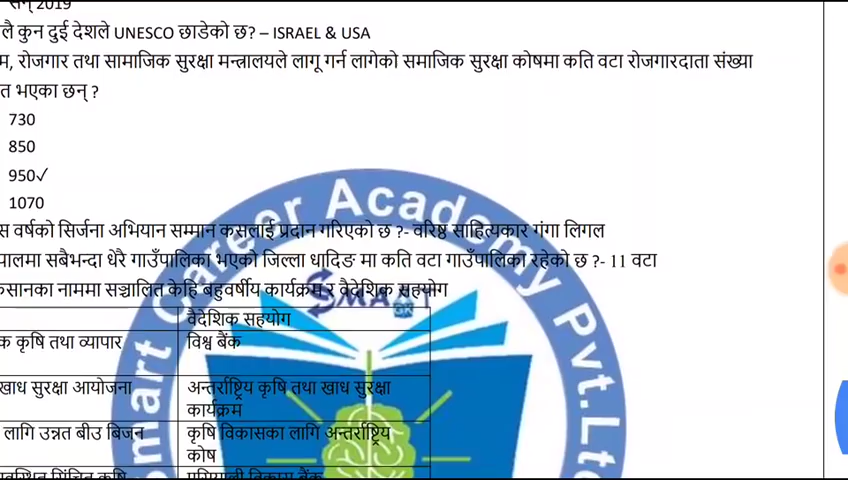 सन् 2019
लै कुन दुई देशले UNESCO छाडेको छ? – ISRAEL & USA
म, रोजगार तथा सामाजिक सुरक्षा मन्त्रालयले लागू गर्न लागेको समाजिक सुरक्षा कोषमा कति वटा रोजगारदाता संख्या
त भएका छन् ?
730
850
950✓
1070
स वर्षको सिर्जना अभियान सम्मान कसलाई प्रदान गरिएको छ ?- वरिष्ठ साहित्यकार गंगा लिगल
पालमा सबैभन्दा धेरै गाउँपालिका भएको जिल्ला धादिङ मा कति वटा गाउँपालिका रहेको छ ?- 11 वटा
कसानका नाममा सञ्चालित केहि बहुवर्षीय कार्यक्रम र वैदेशिक सहयोग
वैदेशिक सहयोग
क कृषि तथा व्यापार विश्व बैंक
खाध सुरक्षा आयोजना अन्तर्राष्ट्रिय कृषि तथा खाध सुरक्षा
कार्यक्रम
लागि उन्नत बीउ बिजन कृषि विकासका लागि अन्तर्राष्ट्रिय
कोष
Smart Career Academy Pvt.Ltd
SMART
GK